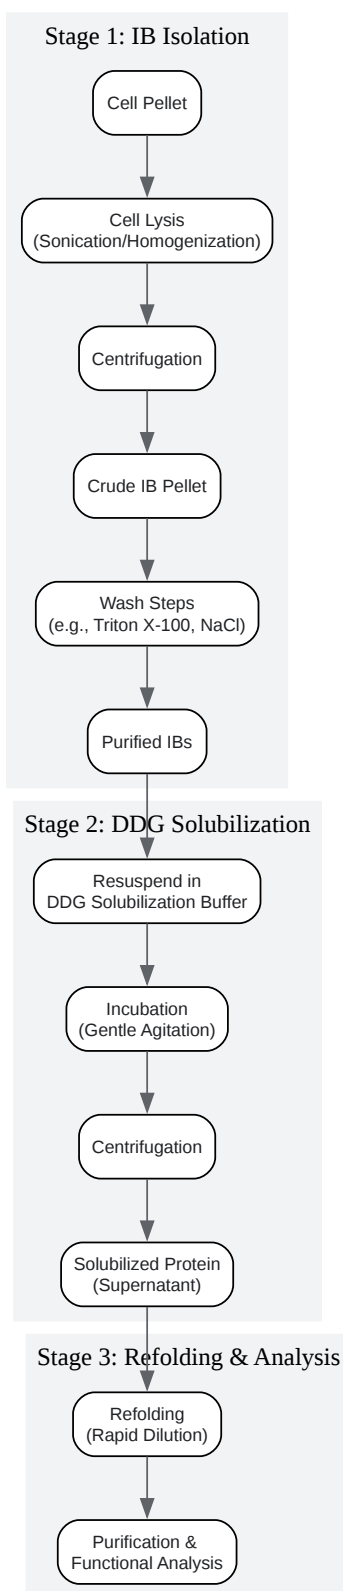 Stage 1: IB Isolation
Cell Pellet
Cell Lysis
(Sonication/Homogenization)
Centrifugation
Crude IB Pellet
Wash Steps
(e.g., Triton X-100, NaCl)
Purified IBs
Stage 2: DDG Solubilization
Resuspend in
DDG Solubilization Buffer
Incubation
(Gentle Agitation)
Centrifugation
Solubilized Protein
(Supernatant)
Stage 3: Refolding & Analysis
Refolding
(Rapid Dilution)
Purification &
Functional Analysis